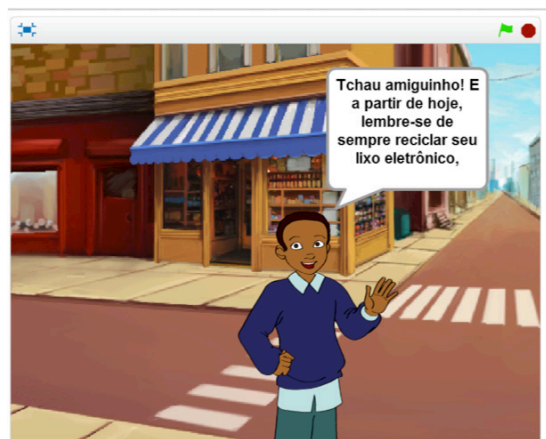 Tchau amiguinho! E
a partir de hoje,
lembre-se de
sempre reciclar seu
lixo eletrônico,